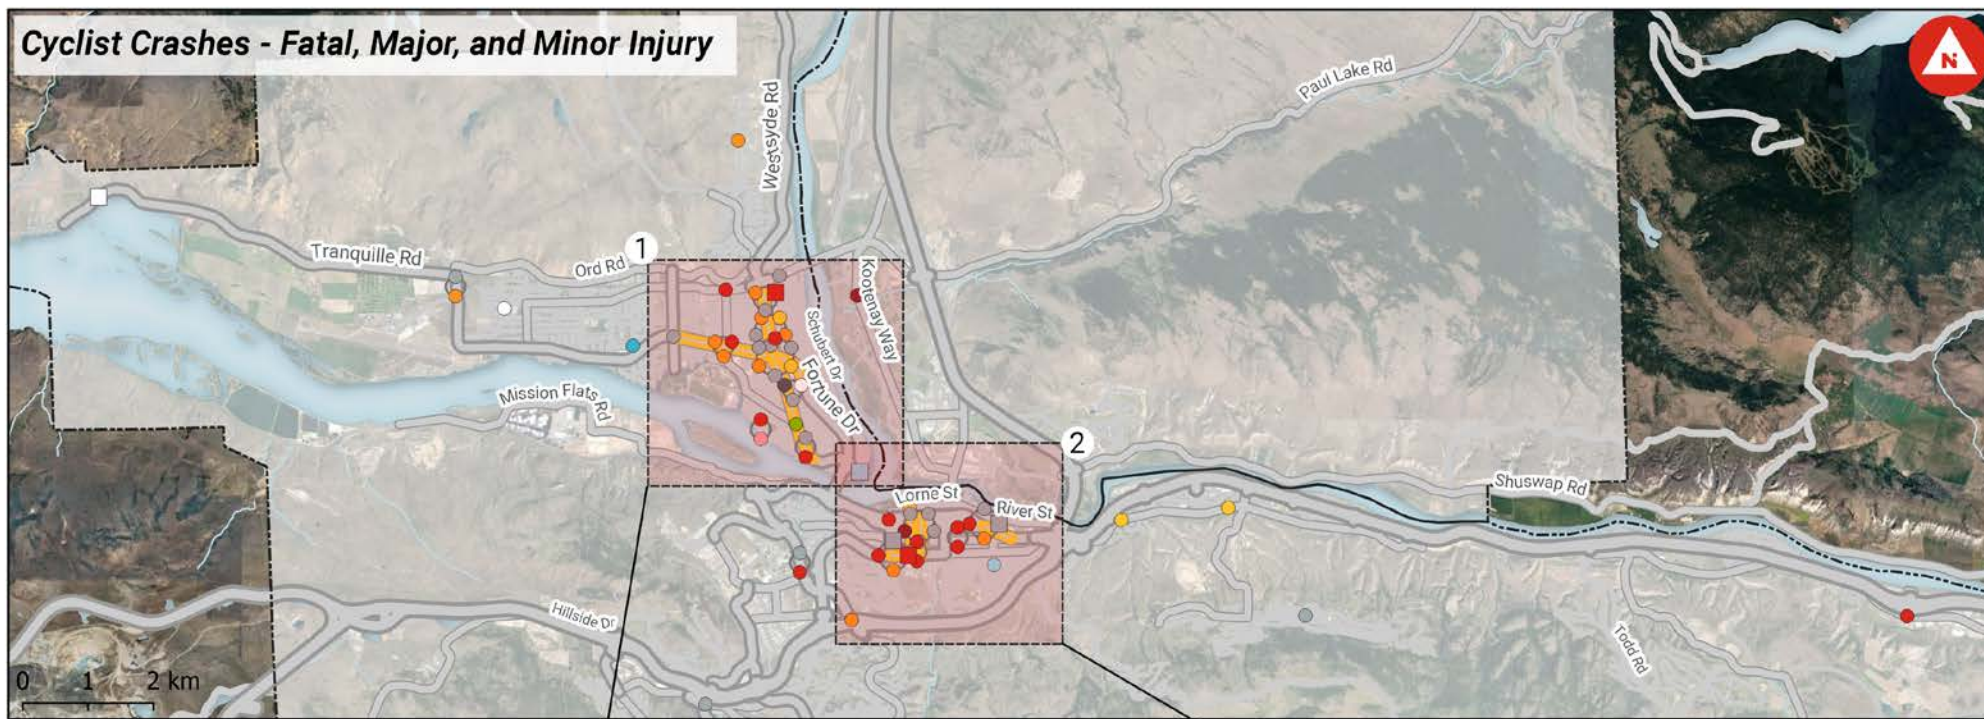 Cyclist Crashes - Fatal, Major, and Minor Injury
N
Paul Lake Rd
Westsyde Rd
1
Tranquille Rd
Ord Rd
Kootenay Way
Schubert Dr
Fortune Dr
Mission Flats Rd
2
Lorne St
River St
Shuswap Rd
Hillside Dr
Todd Rd
0 1 2 km